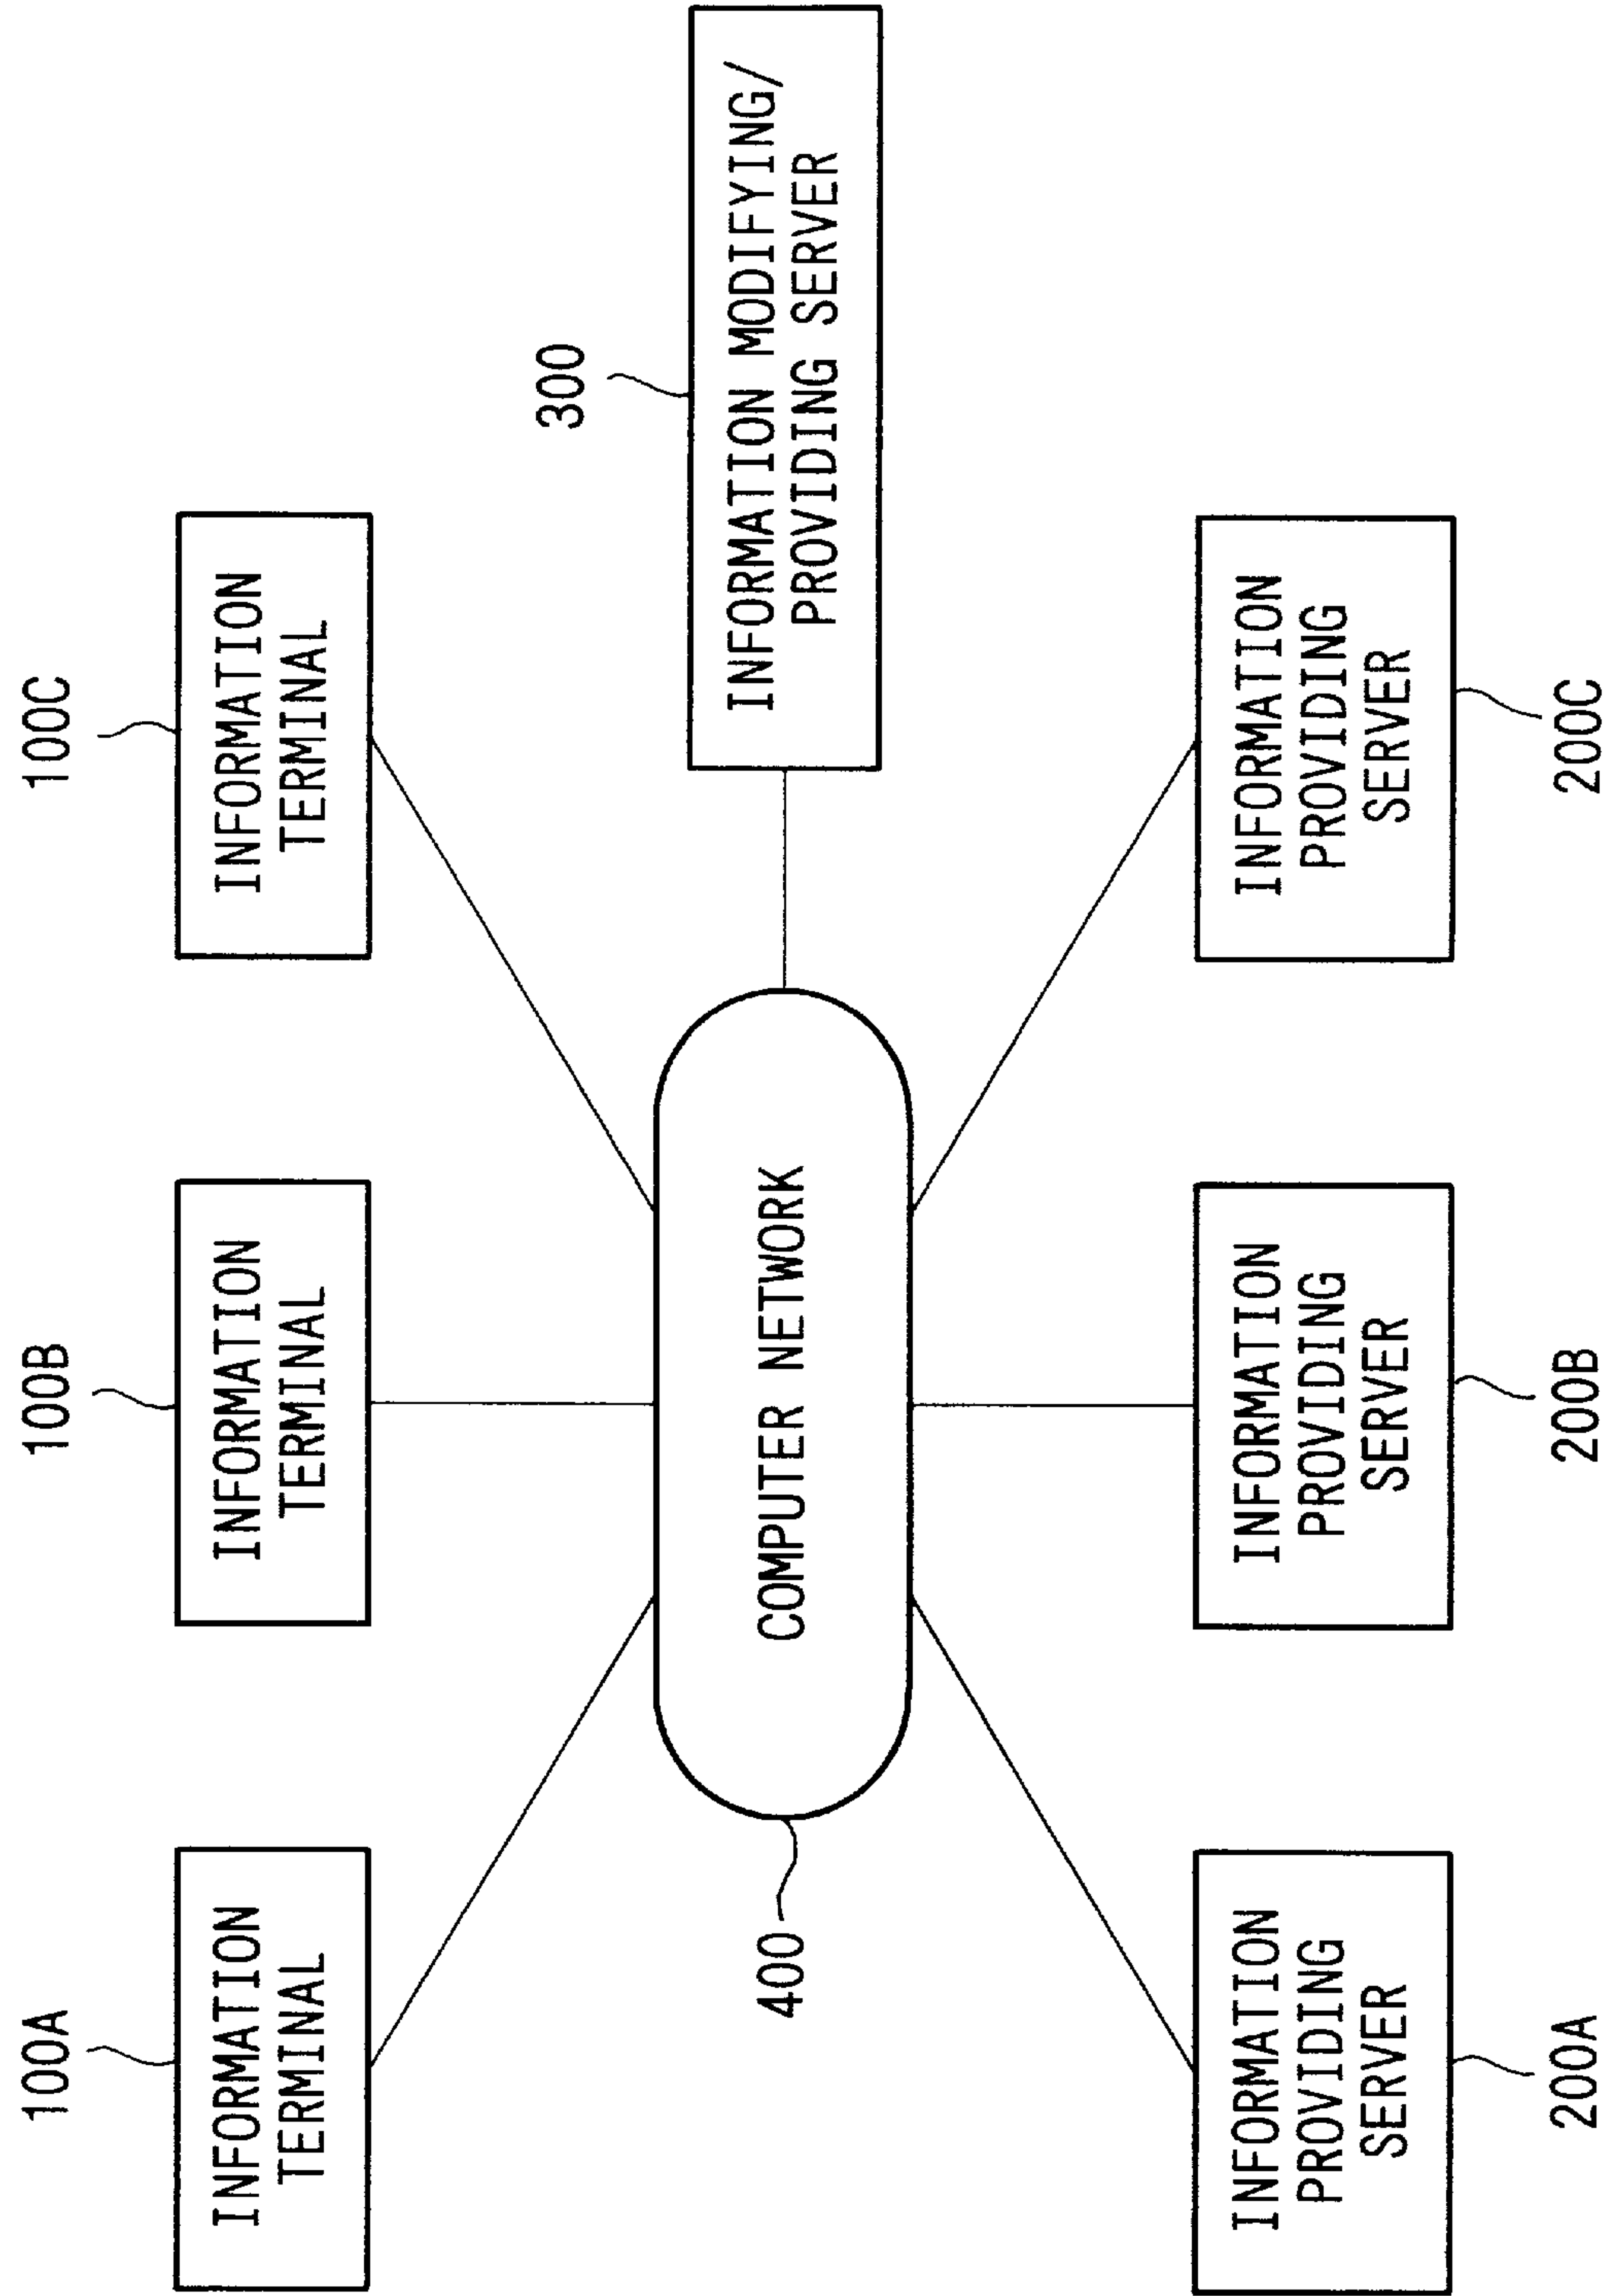 100A
100B
100C
INFORMATION
TERMINAL
INFORMATION
TERMINAL
INFORMATION
TERMINAL
300
400
COMPUTER NETWORK
INFORMATION MODIFYING/
PROVIDING SERVER
INFORMATION
PROVIDING
SERVER
INFORMATION
PROVIDING
SERVER
INFORMATION
PROVIDING
SERVER
200A
200B
200C